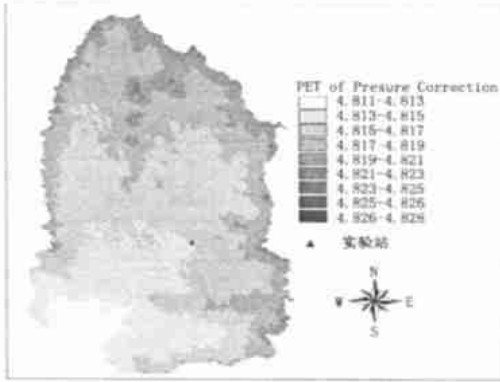 PET of Presure Correction
4.811-4.813
4.813-4.815
4.815-4.817
4.817-4.819
4.819-4.821
4.821-4.823
4.823-4.825
4.825-4.826
4.826-4.828
实验站
N
W E
S